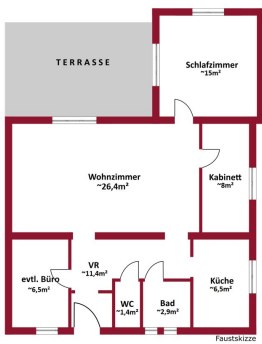 TERRASSE
Schlafzimmer
~15m²
Wohnzimmer
~26,4m²
Kabinett
~8m²
evtl. Büro
~6,5m²
VR
~11,4m²
WC
~1,4m²
Bad
~2,9m²
Küche
~6,5m²
Faustskizze